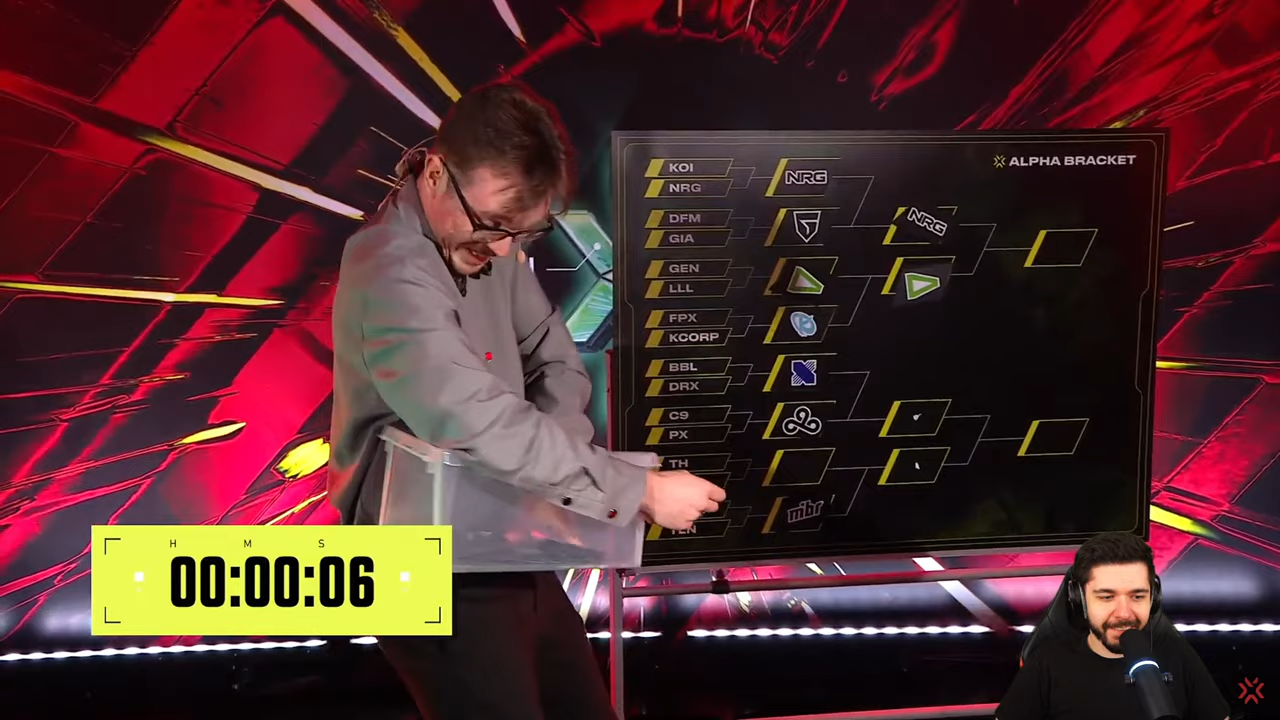 ALPHA BRACKET
KOI
NRG
NRG
DFM
GIA
NRG
GEN
LLL
FPX
KCORP
BBL
DRX
C9
PX
TH
mibr
H M S
00:00:06